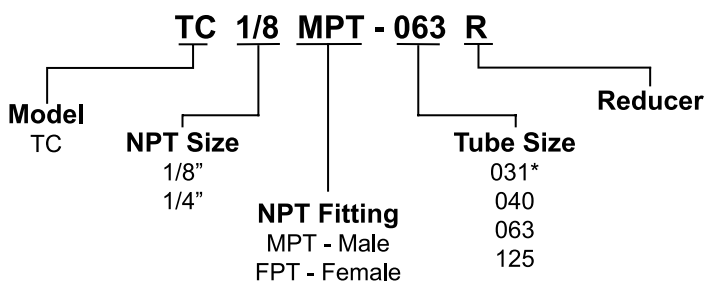 TC 1/8 MPT - 063 R
Model
TC
NPT Size
1/8”
1/4”
NPT Fitting
MPT - Male
FPT - Female
Tube Size
031*
040
063
125
Reducer